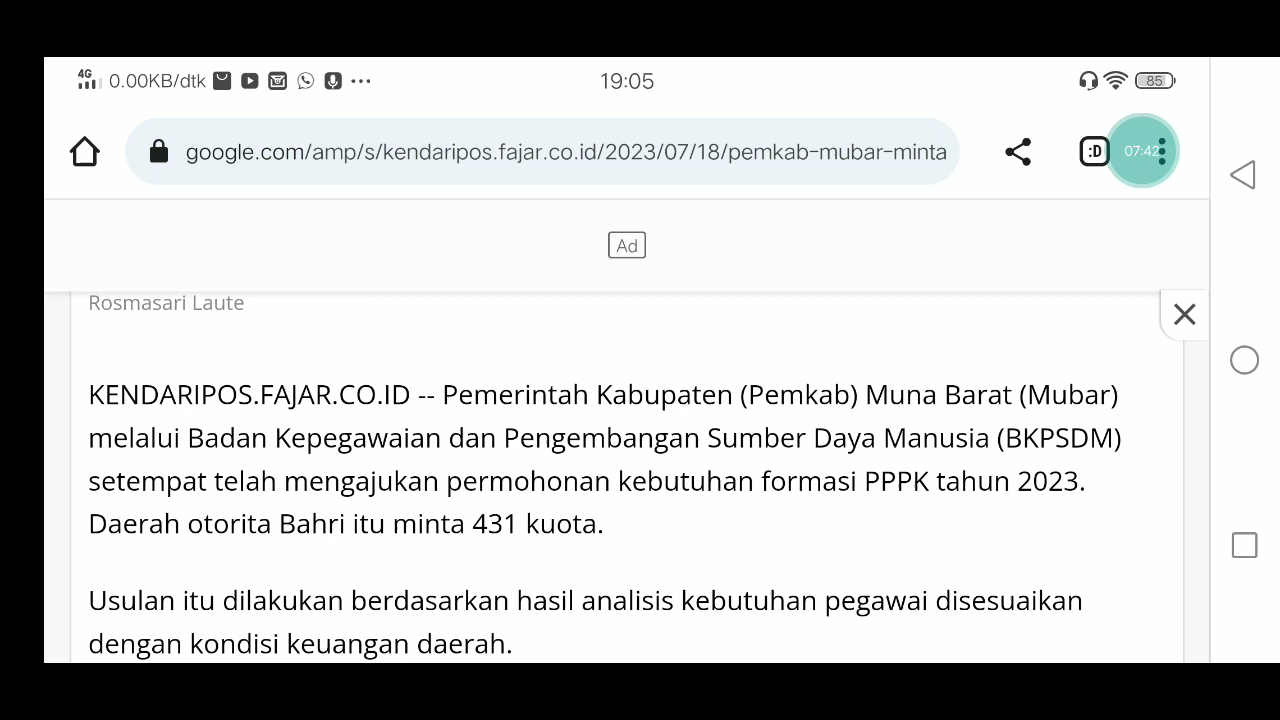 4G 0.00KB/dtk 19:05 85
google.com/amp/s/kendaripos.fajar.co.id/2023/07/18/pemkab-mubar-minta :D 07:42
Ad
Rosmasari Laute
KENDARIPOS.FAJAR.CO.ID -- Pemerintah Kabupaten (Pemkab) Muna Barat (Mubar)
melalui Badan Kepegawaian dan Pengembangan Sumber Daya Manusia (BKPSDM)
setempat telah mengajukan permohonan kebutuhan formasi PPPK tahun 2023.
Daerah otorita Bahri itu minta 431 kuota.
Usulan itu dilakukan berdasarkan hasil analisis kebutuhan pegawai disesuaikan
dengan kondisi keuangan daerah.